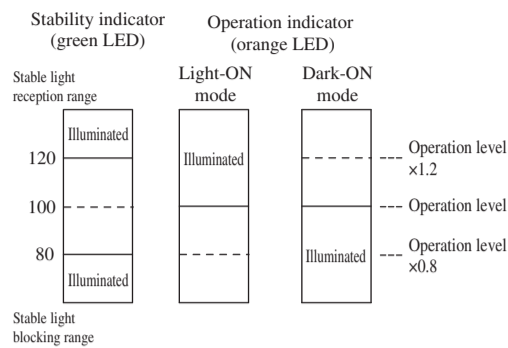 Stability indicator
(green LED)
Operation indicator
(orange LED)
Stable light
reception range
Light-ON
mode
Dark-ON
mode
Illuminated
120
100
80
Illuminated
Illuminated
Illuminated
Operation level
×1.2
Operation level
Operation level
×0.8
Stable light
blocking range